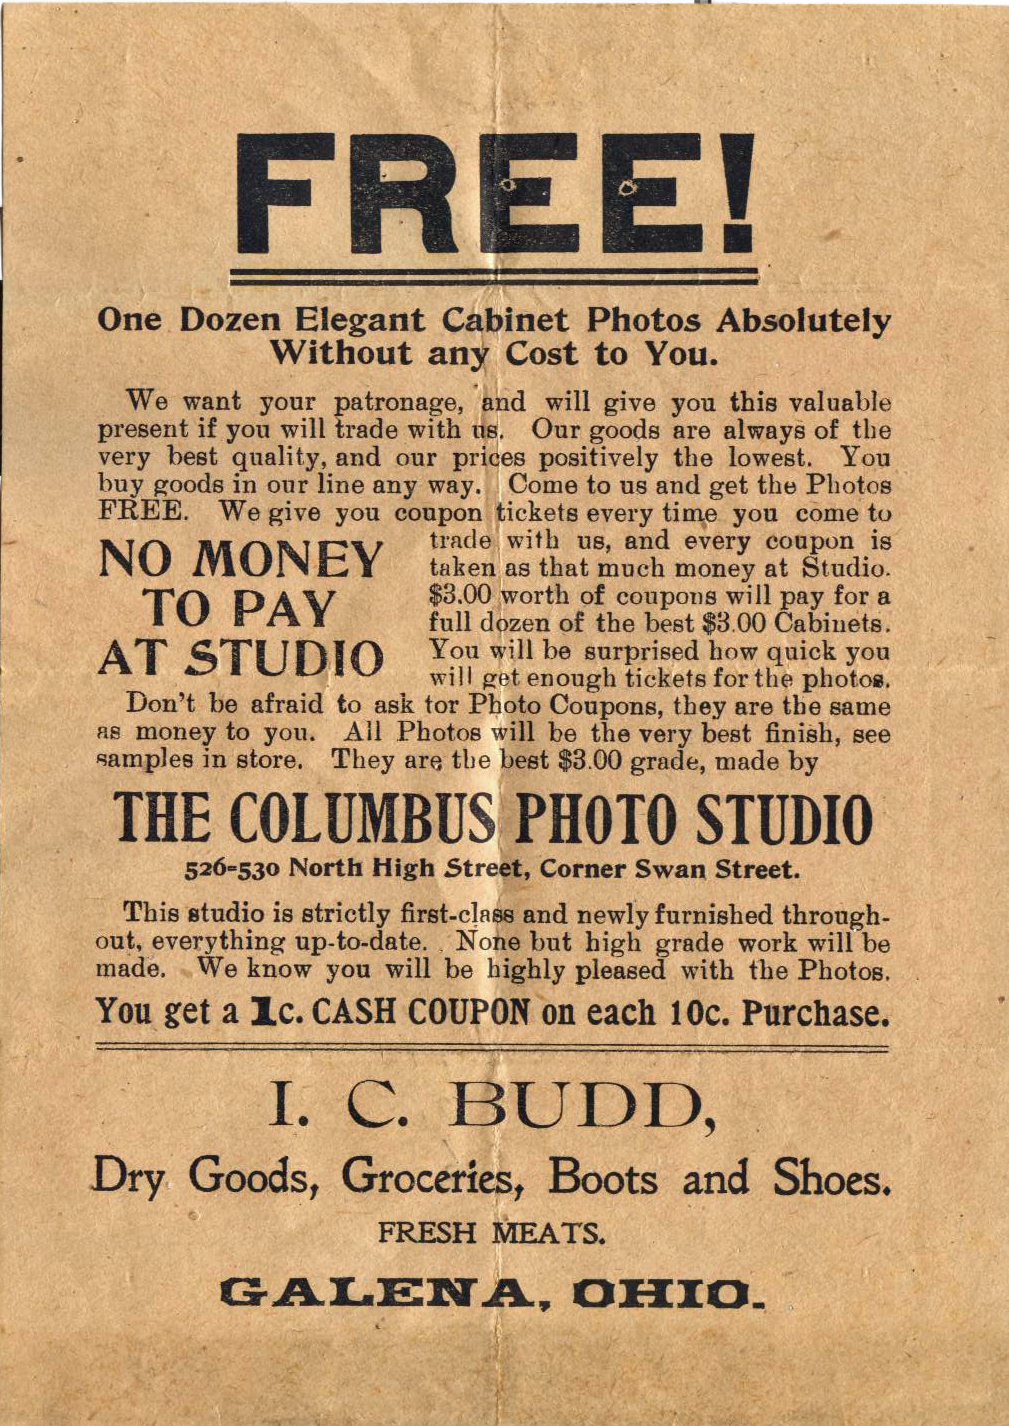 FREE!
One Dozen Elegant Cabinet Photos Absolutely
Without any Cost to You.
We want your patronage, and will give you this valuable
present if you will trade with us. Our goods are always of the
very best quality, and our prices positively the lowest. You
buy goods in our line any way. Come to us and get the Photos
FREE. We give you coupon tickets every time you come to
NO MONEY
TO PAY
AT STUDIO
trade with us, and every coupon is
taken as that much money at Studio.
$3.00 worth of coupons will pay for a
full dozen of the best $3.00 Cabinets.
You will be surprised how quick you
will get enough tickets for the photos.
Don't be afraid to ask tor Photo Coupons, they are the same
as money to you. All Photos will be the very best finish, see
samples in store. They are the best $3.00 grade, made by
THE COLUMBUS PHOTO STUDIO
526=530 North High Street, Corner Swan Street.
This studio is strictly first-class and newly furnished through-
out, everything up-to-date. None but high grade work will be
made. We know you will be highly pleased with the Photos.
You get a 1c. CASH COUPON on each 10c. Purchase.
I. C. BUDD,
Dry Goods, Groceries, Boots and Shoes.
FRESH MEATS.
GALENA, OHIO.